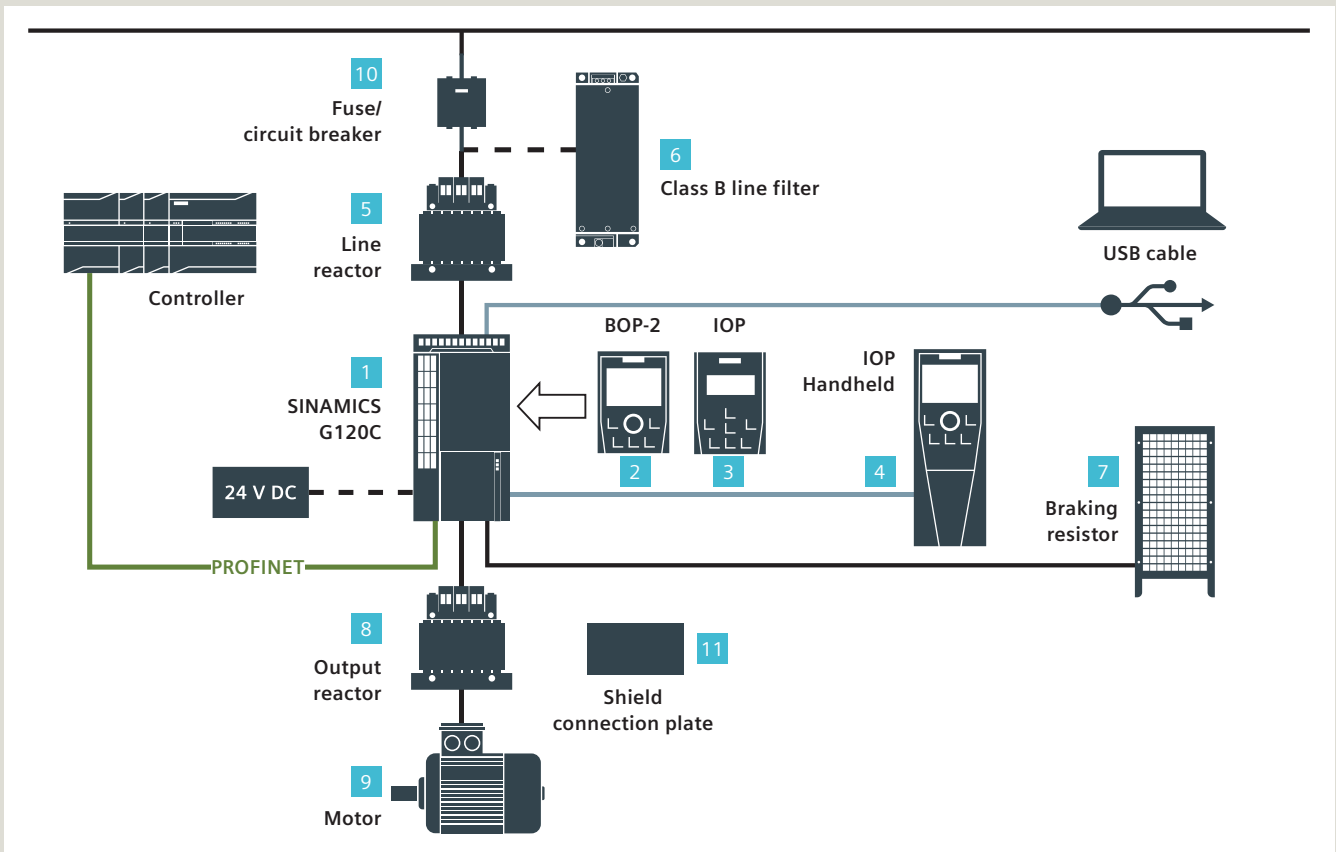 10
Fuse/
circuit breaker
6
Class B line filter
5
Line
reactor
Controller
USB cable
BOP-2
IOP
1
SINAMICS
G120C
IOP
Handheld
2
3
4
7
Braking
resistor
24 V DC
PROFINET
8
Output
reactor
11
Shield
connection plate
9
Motor